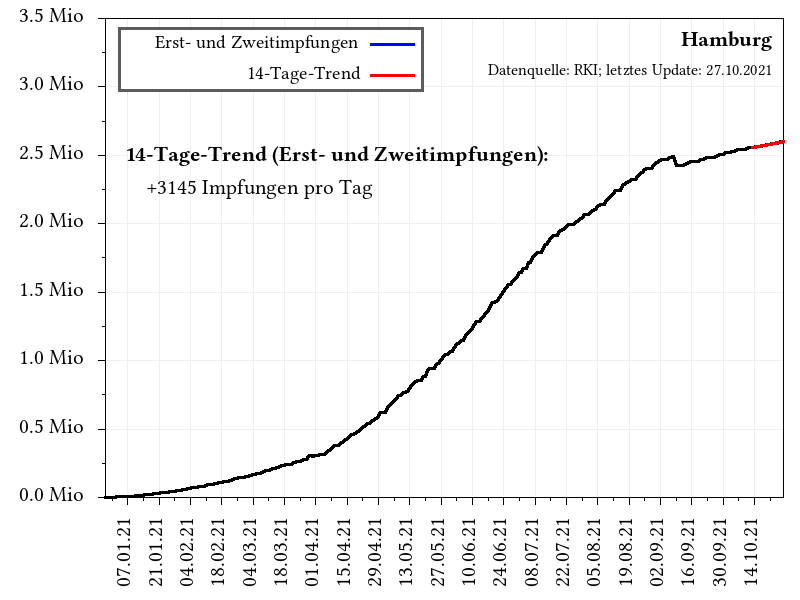 3.5 Mio
3.0 Mio
2.5 Mio
2.0 Mio
1.5 Mio
1.0 Mio
0.5 Mio
0.0 Mio
Erst- und Zweitimpfungen
14-Tage-Trend
Hamburg
Datenquelle: RKI; letztes Update: 27.10.2021
14-Tage-Trend (Erst- und Zweitimpfungen):
+3145 Impfungen pro Tag
07.01.21
21.01.21
04.02.21
18.02.21
04.03.21
18.03.21
01.04.21
15.04.21
29.04.21
13.05.21
27.05.21
10.06.21
24.06.21
08.07.21
22.07.21
05.08.21
19.08.21
02.09.21
16.09.21
30.09.21
14.10.21